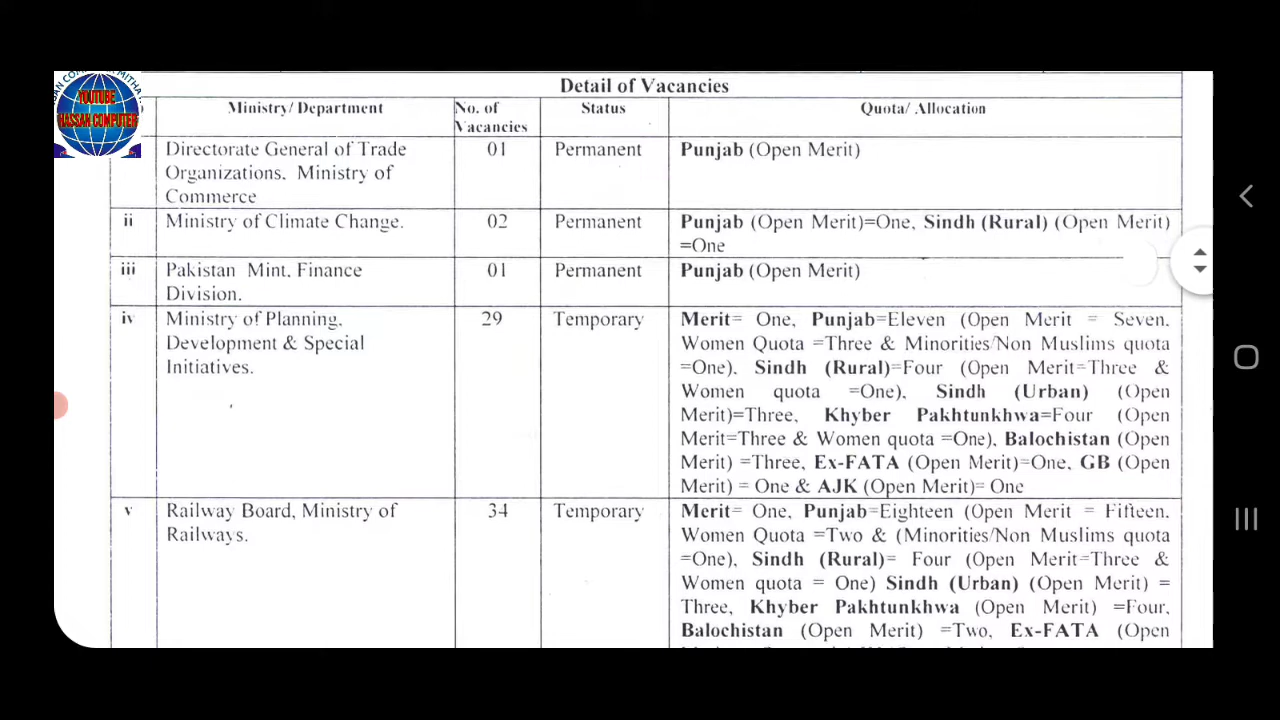 AN COM MITHA
YOUTUBE
HASSAN COMPUTER
Detail of Vacancies
Ministry/ Department
No. of Vacancies
Status
Quota/ Allocation
Directorate General of Trade
Organizations, Ministry of
Commerce
01
Permanent
Punjab (Open Merit)
ii
Ministry of Climate Change.
02
Permanent
Punjab (Open Merit)=One, Sindh (Rural) (Open Merit)
=One
iii
Pakistan Mint, Finance
Division.
01
Permanent
Punjab (Open Merit)
iv
Ministry of Planning,
Development & Special
Initiatives.
29
Temporary
Merit= One, Punjab=Eleven (Open Merit = Seven,
Women Quota =Three & Minorities/Non Muslims quota
=One), Sindh (Rural)=Four (Open Merit=Three &
Women quota =One), Sindh (Urban) (Open
Merit)=Three, Khyber Pakhtunkhwa=Four (Open
Merit=Three & Women quota =One), Balochistan (Open
Merit) =Three, Ex-FATA (Open Merit)=One, GB (Open
Merit) = One & AJK (Open Merit)= One
v
Railway Board, Ministry of
Railways.
34
Temporary
Merit= One, Punjab=Eighteen (Open Merit = Fifteen,
Women Quota =Two & (Minorities/Non Muslims quota
=One), Sindh (Rural)= Four (Open Merit=Three &
Women quota = One) Sindh (Urban) (Open Merit) =
Three, Khyber Pakhtunkhwa (Open Merit) =Four,
Balochistan (Open Merit) =Two, Ex-FATA (Open